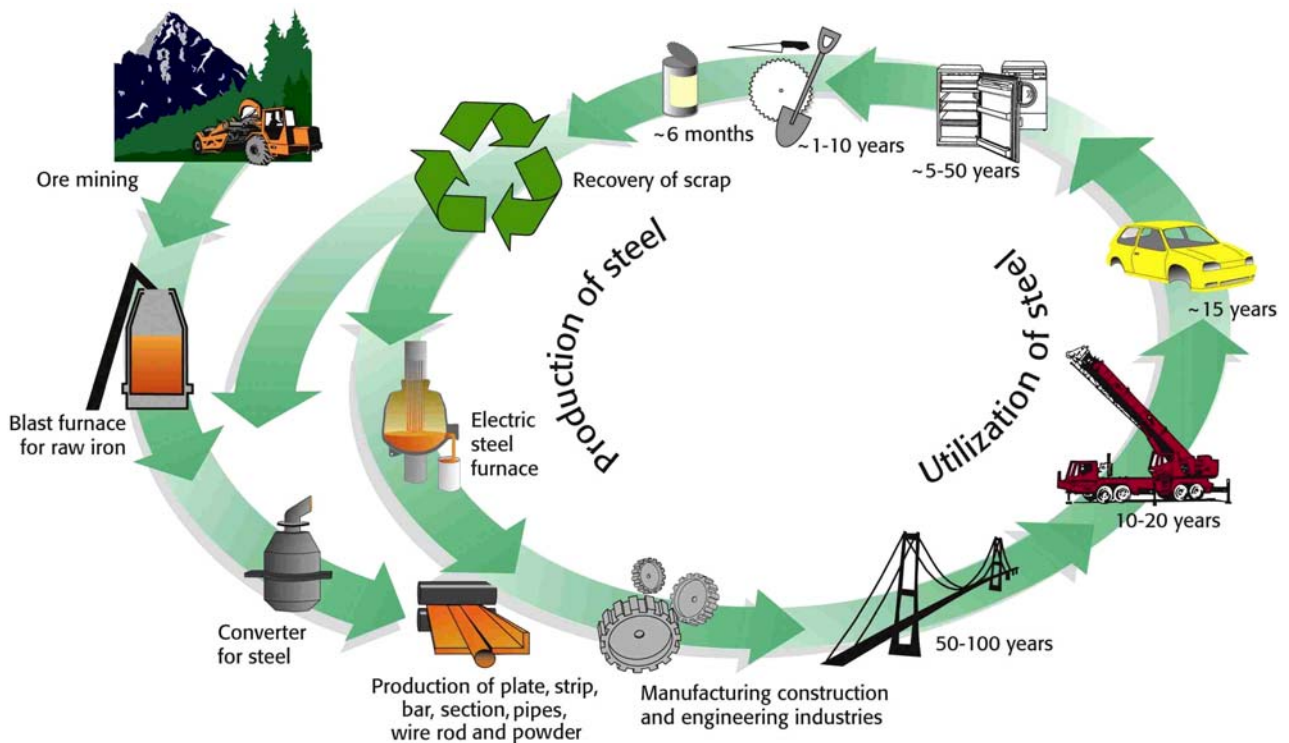 Ore mining
Blast furnace
for raw iron
Converter
for steel
Recovery of scrap
Electric
steel
furnace
Production of plate, strip,
bar, section, pipes,
wire rod and powder
Manufacturing construction
and engineering industries
Production of steel
Utilization of steel
50-100 years
10-20 years
~15 years
~5-50 years
~1-10 years
~6 months